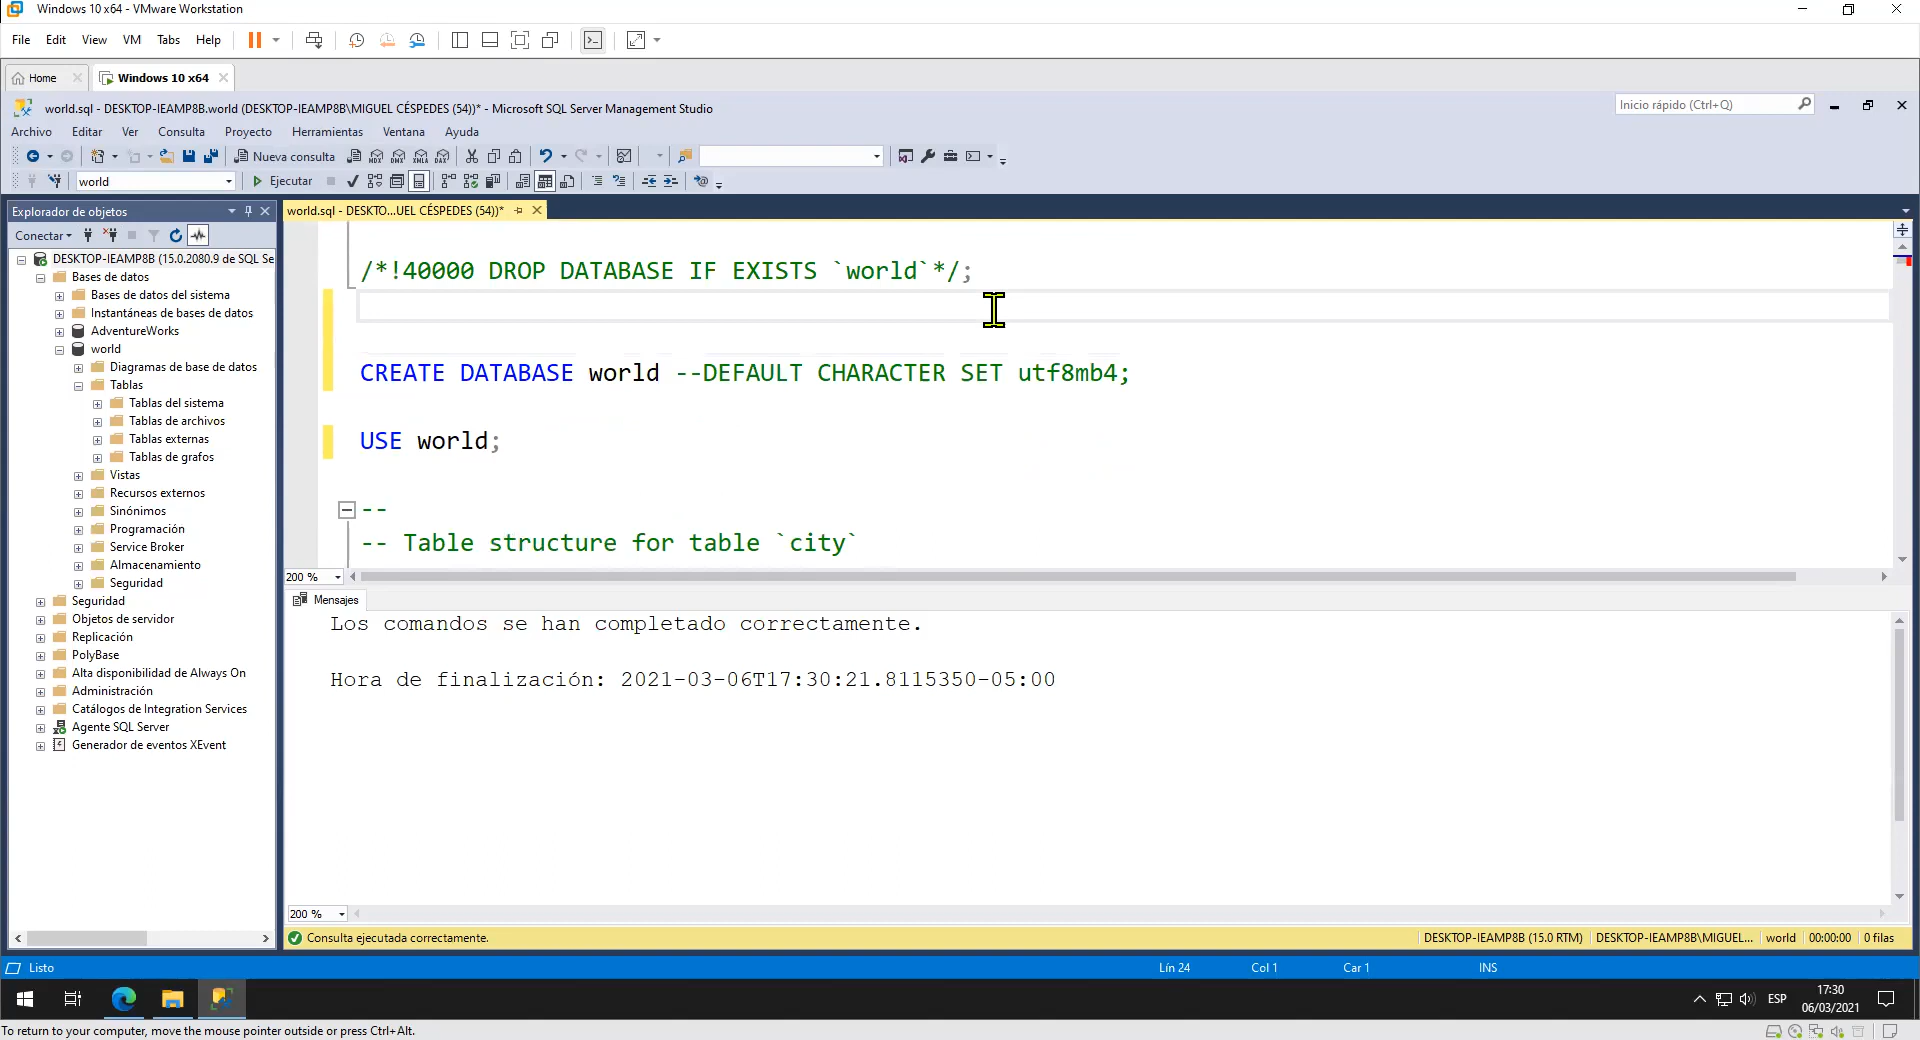 Windows 10 x64 - VMware Workstation
File Edit View VM Tabs Help
Home Windows 10 x64
world.sql - DESKTOP-IEAMP8B.world (DESKTOP-IEAMP8B\MIGUEL CÉSPEDES (54))* - Microsoft SQL Server Management Studio
Inicio rápido (Ctrl+Q)
Archivo Editar Ver Consulta Proyecto Herramientas Ventana Ayuda
Nueva consulta MDX DMX XMLA DAX
world Ejecutar
Explorador de objetos
world.sql - DESKTO...UEL CÉSPEDES (54))*
Conectar
DESKTOP-IEAMP8B (15.0.2080.9 de SQL Se
Bases de datos
Bases de datos del sistema
Instantáneas de bases de datos
AdventureWorks
world
Diagramas de base de datos
Tablas
Tablas del sistema
Tablas de archivos
Tablas externas
Tablas de grafos
Vistas
Recursos externos
Sinónimos
Programación
Service Broker
Almacenamiento
Seguridad
Seguridad
Objetos de servidor
Replicación
PolyBase
Alta disponibilidad de Always On
Administración
Catálogos de Integration Services
Agente SQL Server
Generador de eventos XEvent
/*!40000 DROP DATABASE IF EXISTS `world`*/;
CREATE DATABASE world --DEFAULT CHARACTER SET utf8mb4;
USE world;
--
-- Table structure for table `city`
200 %
Mensajes
Los comandos se han completado correctamente.
Hora de finalización: 2021-03-06T17:30:21.8115350-05:00
200 %
Consulta ejecutada correctamente.
DESKTOP-IEAMP8B (15.0 RTM) DESKTOP-IEAMP8B\MIGUEL... world 00:00:00 0 filas
Listo Lín 24 Col 1 Car 1 INS
ESP 17:30
06/03/2021
To return to your computer, move the mouse pointer outside or press Ctrl+Alt.